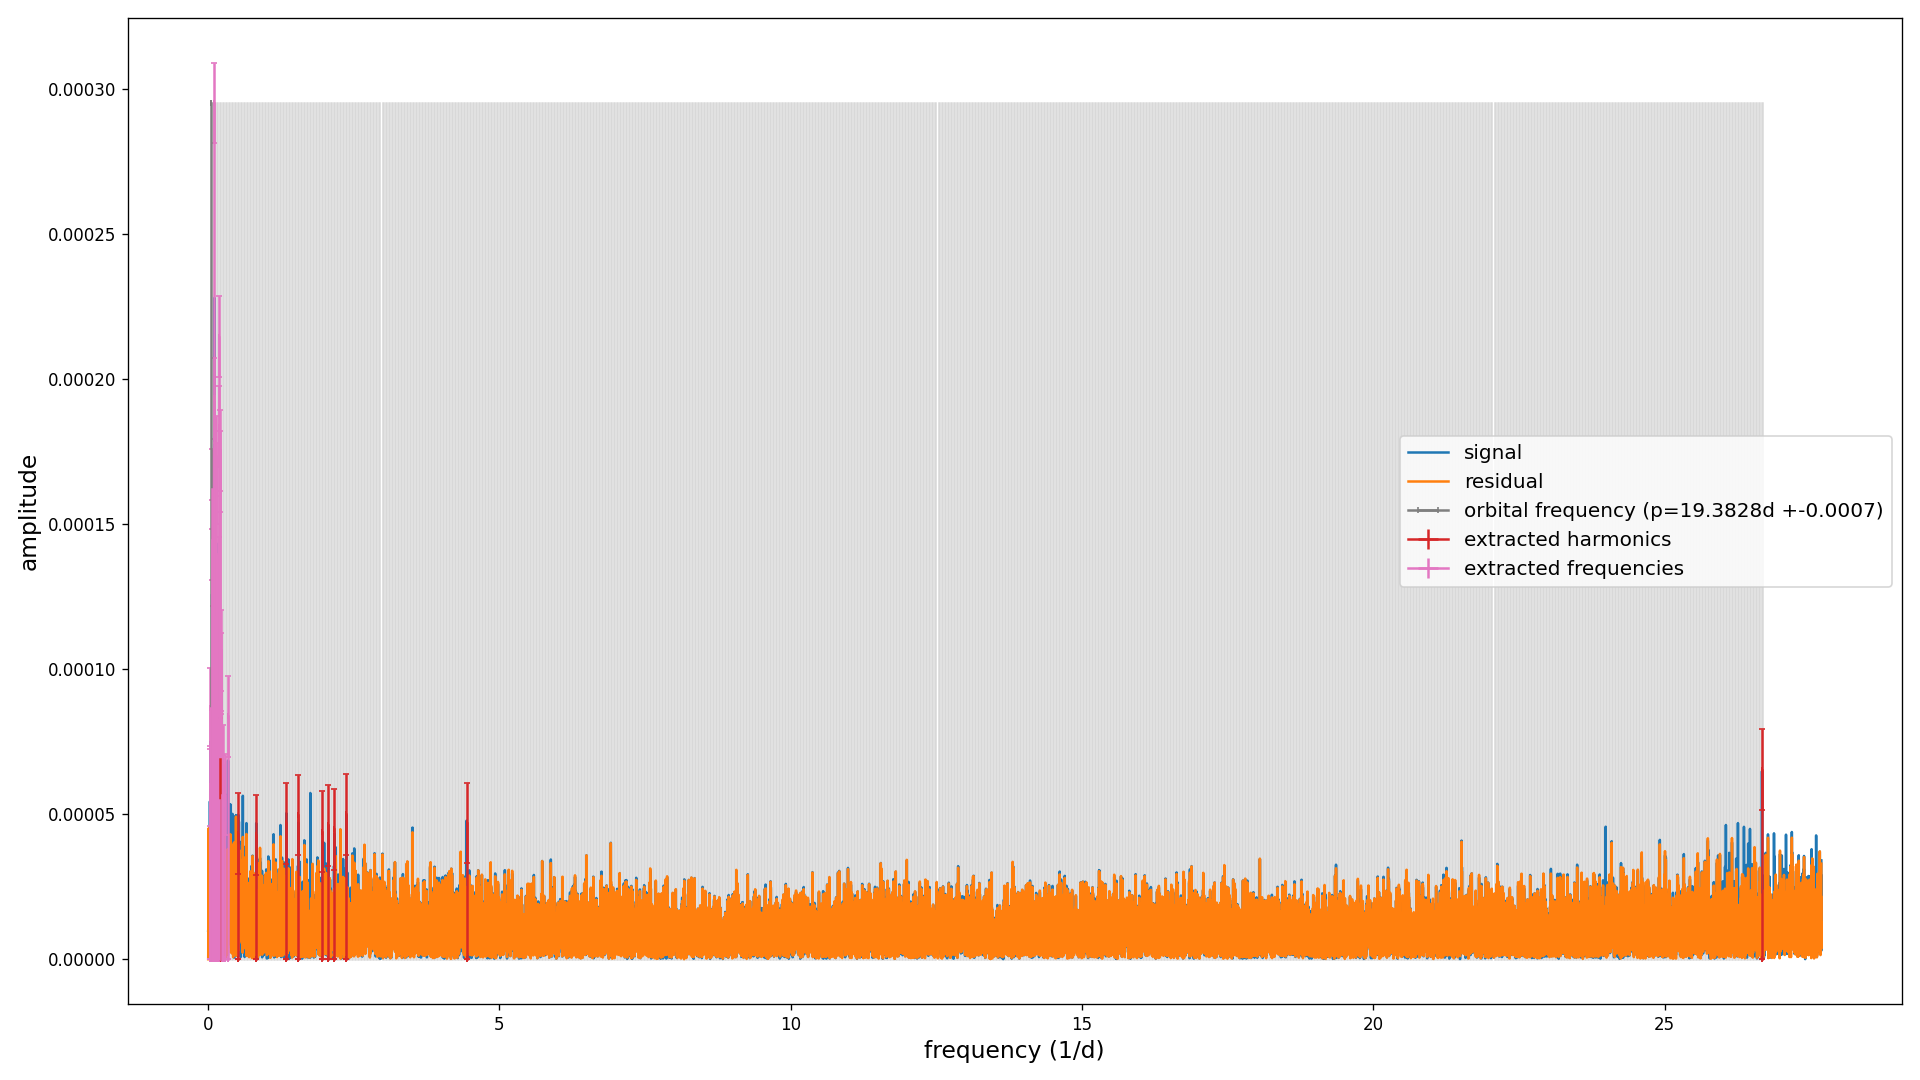 0.00030
0.00025
0.00020
0.00015
0.00010
0.00005
0.00000
amplitude
signal
residual
orbital frequency (p=19.3828d +-0.0007)
extracted harmonics
extracted frequencies
0 5 10 15 20 25
frequency (1/d)